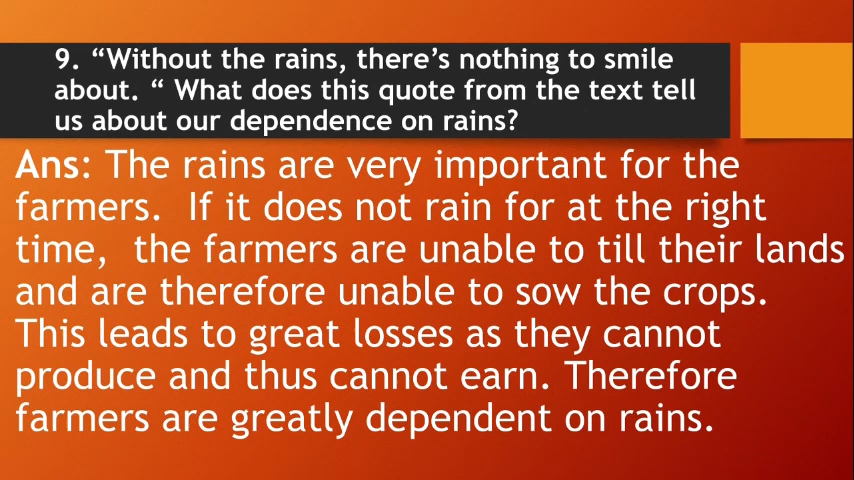 9. “Without the rains, there’s nothing to smile
about. “ What does this quote from the text tell
us about our dependence on rains?
Ans: The rains are very important for the
farmers.  If it does not rain for at the right
time,  the farmers are unable to till their lands
and are therefore unable to sow the crops.
This leads to great losses as they cannot
produce and thus cannot earn. Therefore
farmers are greatly dependent on rains.